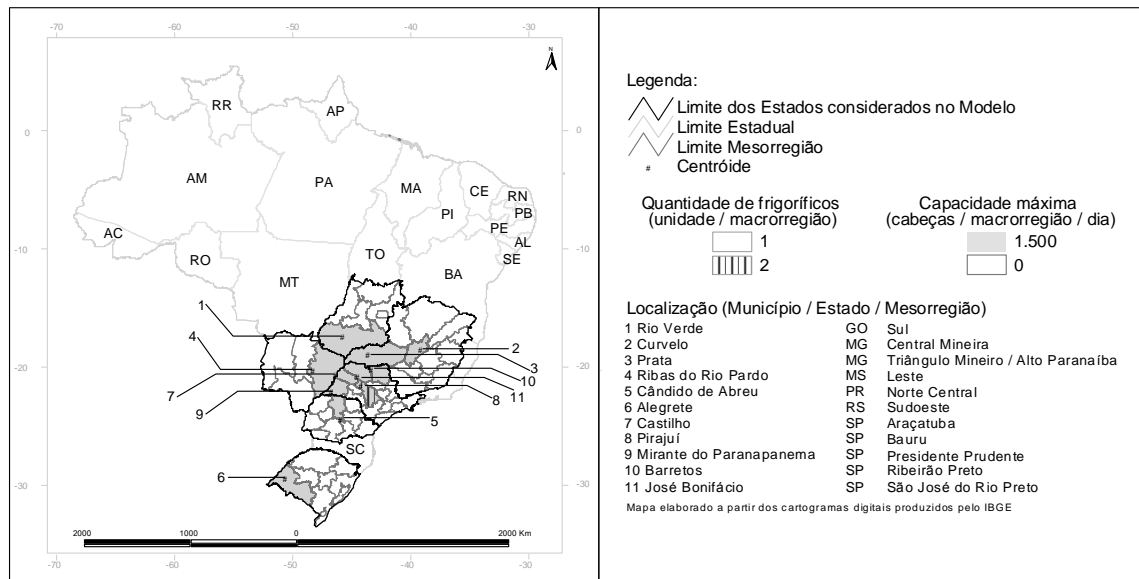 -70 -60 -50 -40 -30
N
RR
AP
0 0
AM
PA
MA
CE
RN
PB
PI
PE
AC
AL
SE
-10 -10
TO
RO
BA
MT
1
4
2
3
-20 -20
10
7
11
9
8
5
SC
6
-30 -30
2000 1000 0 2000 Km
-70 -60 -50 -40 -30
Legenda:
Limite dos Estados considerados no Modelo
Limite Estadual
Limite Mesorregião
# Centróide
Quantidade de frigoríficos
(unidade / macrorregião)
1
2
Capacidade máxima
(cabeças / macrorregião / dia)
1.500
0
Localização (Município / Estado / Mesorregião)
1 Rio Verde GO Sul
2 Curvelo MG Central Mineira
3 Prata MG Triângulo Mineiro / Alto Paranaíba
4 Ribas do Rio Pardo MS Leste
5 Cândido de Abreu PR Norte Central
6 Alegrete RS Sudoeste
7 Castilho SP Araçatuba
8 Pirajuí SP Bauru
9 Mirante do Paranapanema SP Presidente Prudente
10 Barretos SP Ribeirão Preto
11 José Bonifácio SP São José do Rio Preto
Mapa elaborado a partir dos cartogramas digitais produzidos pelo IBGE